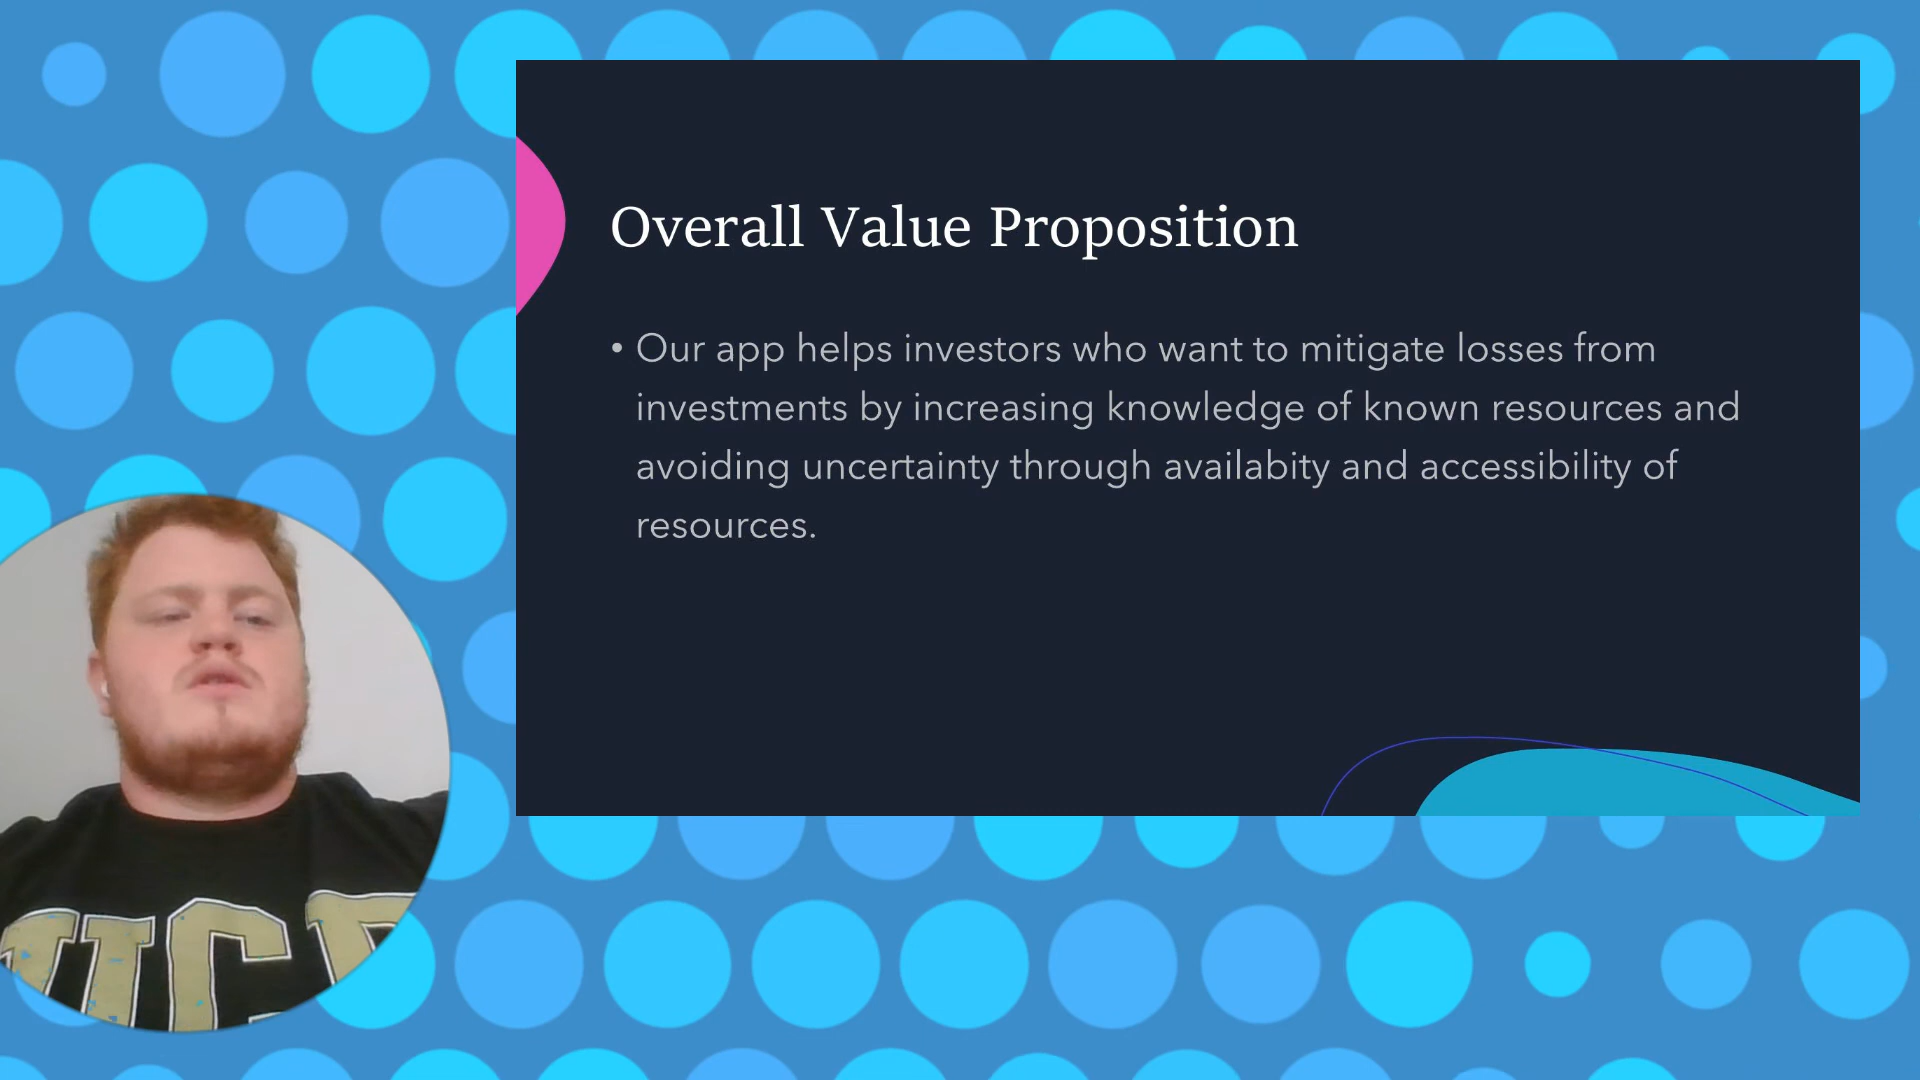 Overall Value Proposition
• Our app helps investors who want to mitigate losses from
investments by increasing knowledge of known resources and
avoiding uncertainty through availabity and accessibility of
resources.
UCF